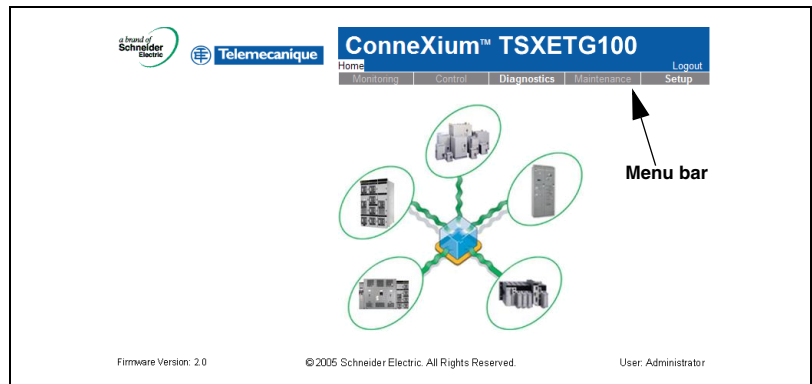 a brand of
Schneider
Electric
Telemecanique
ConneXium™ TSXETG100
Home Logout
Monitoring Control Diagnostics Maintenance Setup
Menu bar
Firmware Version: 2.0 ©2005 Schneider Electric. All Rights Reserved. User: Administrator